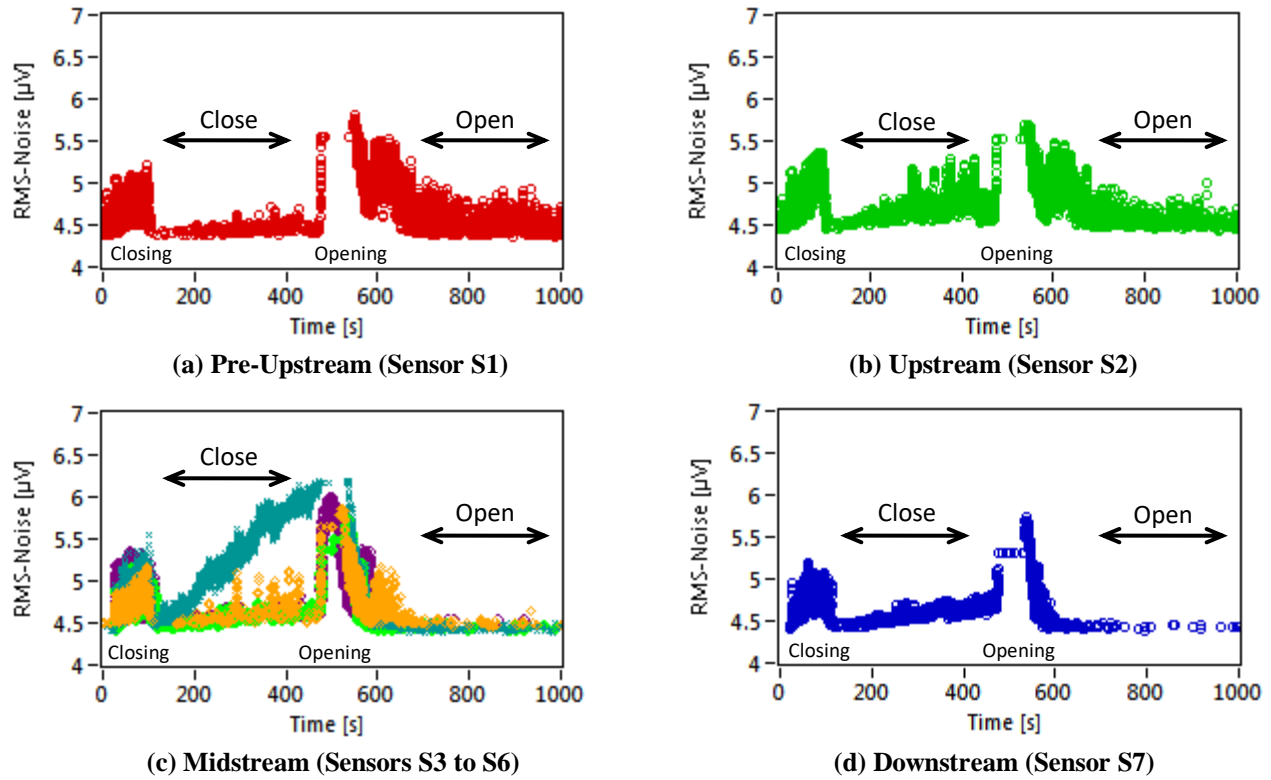 7
6.5
6
5.5
5
4.5
4
RMS-Noise [µV]
Close
Open
Closing
Opening
0 200 400 600 800 1000
Time [s]
(a) Pre-Upstream (Sensor S1)
7
6.5
6
5.5
5
4.5
4
RMS-Noise [µV]
Close
Open
Closing
Opening
0 200 400 600 800 1000
Time [s]
(b) Upstream (Sensor S2)
7
6.5
6
5.5
5
4.5
4
RMS-Noise [µV]
Close
Open
Closing
Opening
0 200 400 600 800 1000
Time [s]
(c) Midstream (Sensors S3 to S6)
7
6.5
6
5.5
5
4.5
4
RMS-Noise [µV]
Close
Open
Closing
Opening
0 200 400 600 800 1000
Time [s]
(d) Downstream (Sensor S7)